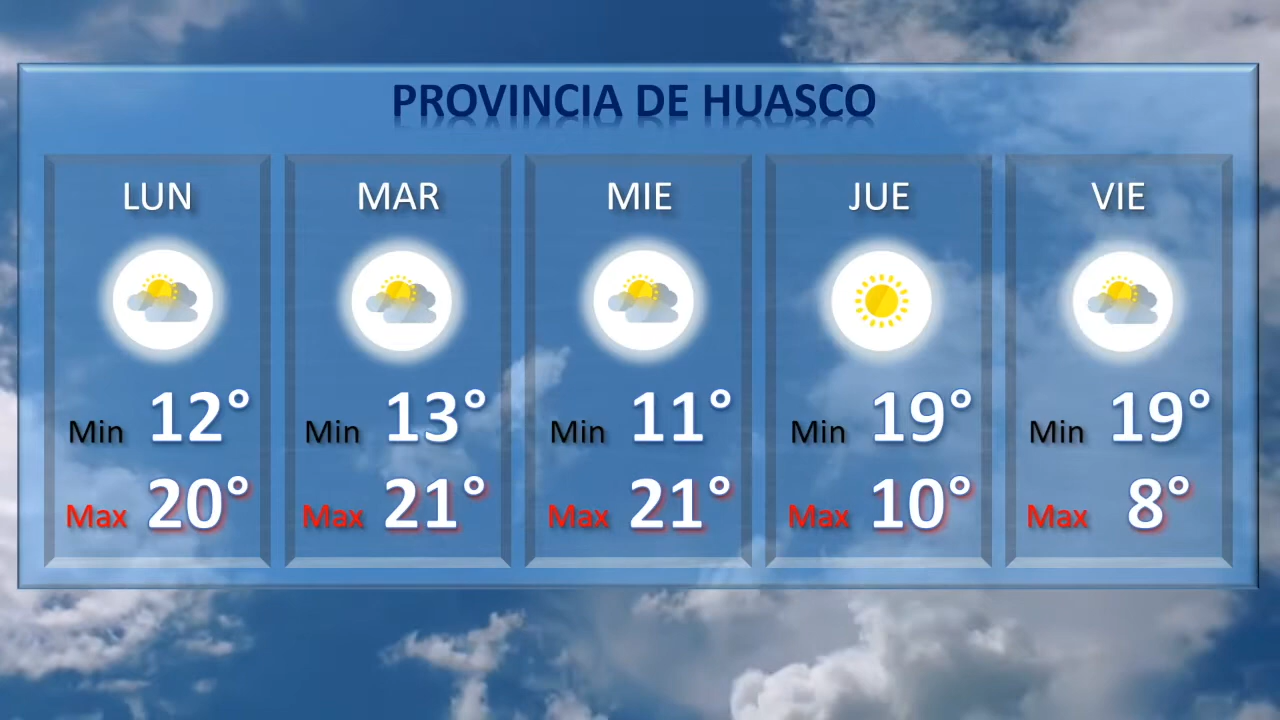 PROVINCIA DE HUASCO
LUN
Min 12°
Max 20°
MAR
Min 13°
Max 21°
MIE
Min 11°
Max 21°
JUE
Min 19°
Max 10°
VIE
Min 19°
Max 8°